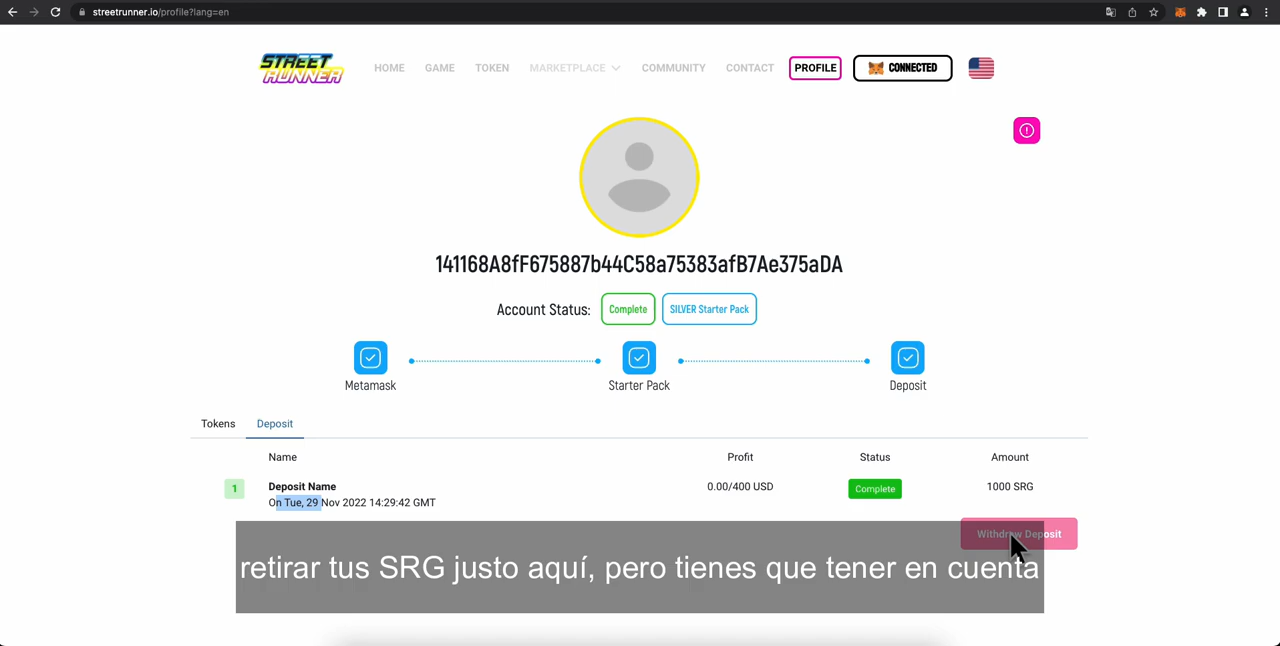 streetrunner.io/profile?lang=en
STREET
RUNNER
HOME
GAME
TOKEN
MARKETPLACE
COMMUNITY
CONTACT
PROFILE
CONNECTED
141168A8fF675887b44C58a75383afB7Ae375aDA
Account Status:
Complete
SILVER Starter Pack
Metamask
Starter Pack
Deposit
Tokens
Deposit
Name
Profit
Status
Amount
1
Deposit Name
0.00/400 USD
Complete
1000 SRG
On Tue, 29 Nov 2022 14:29:42 GMT
Withdraw Deposit
retirar tus SRG justo aquí, pero tienes que tener en cuenta